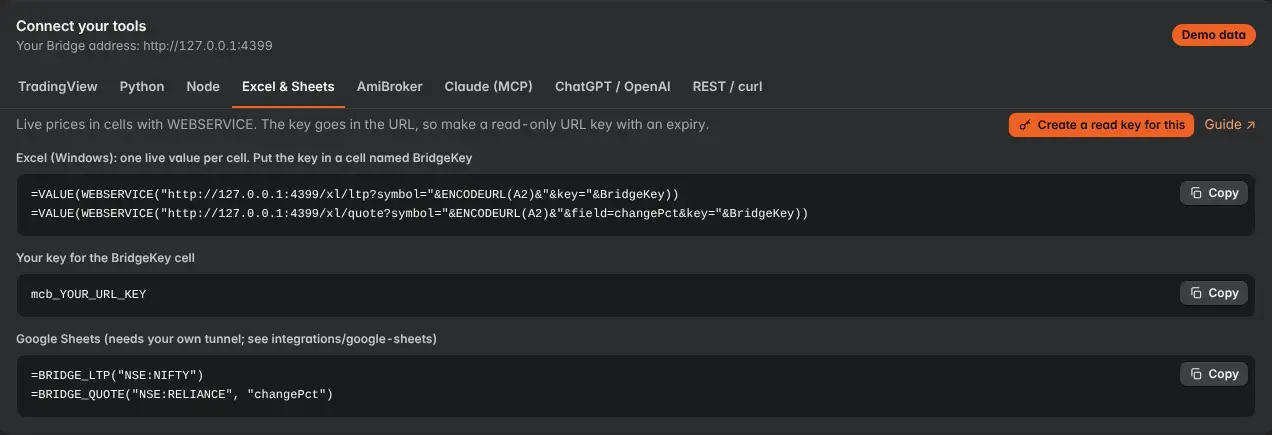 Connect your tools
Your Bridge address: http://127.0.0.1:4399
Demo data
TradingView Python Node Excel & Sheets AmiBroker Claude (MCP) ChatGPT / OpenAI REST / curl
Live prices in cells with WEBSERVICE. The key goes in the URL, so make a read-only URL key with an expiry.
Create a read key for this
Guide ↗
Excel (Windows): one live value per cell. Put the key in a cell named BridgeKey
=VALUE(WEBSERVICE("http://127.0.0.1:4399/xl/ltp?symbol="&ENCODEURL(A2)&"&key="&BridgeKey))
=VALUE(WEBSERVICE("http://127.0.0.1:4399/xl/quote?symbol="&ENCODEURL(A2)&"&field=changePct&key="&BridgeKey))
Copy
Your key for the BridgeKey cell
mcb_YOUR_URL_KEY
Copy
Google Sheets (needs your own tunnel; see integrations/google-sheets)
=BRIDGE_LTP("NSE:NIFTY")
=BRIDGE_QUOTE("NSE:RELIANCE", "changePct")
Copy